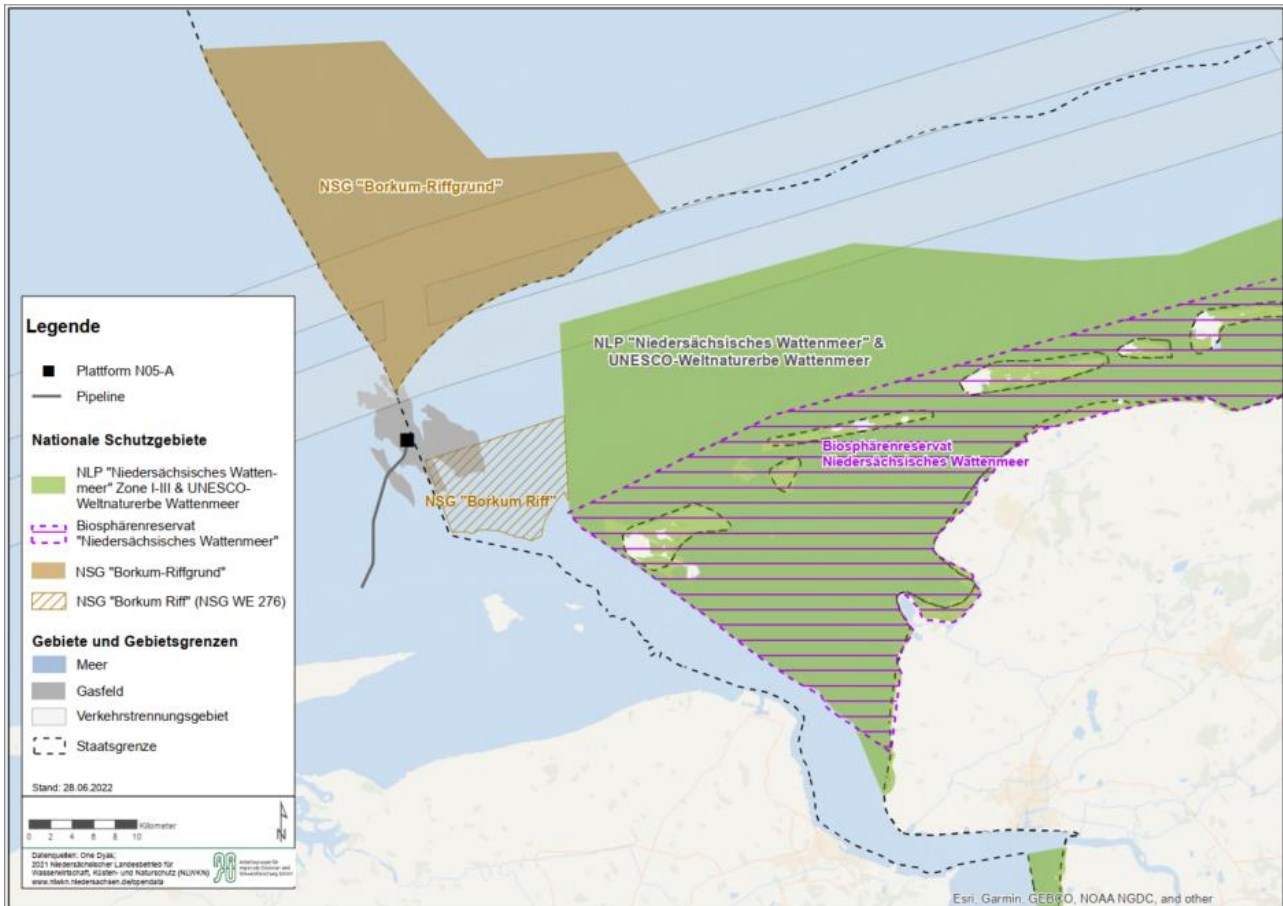 NSG "Borkum-Riffgrund"
NLP "Niedersächsisches Wattenmeer" &
UNESCO-Weltnaturerbe Wattenmeer
Biosphärenreservat
Niedersächsisches Wattenmeer
NSG "Borkum Riff"
Legende
Plattform N05-A
Pipeline
Nationale Schutzgebiete
NLP "Niedersächsisches Watten-
meer" Zone I-III & UNESCO-
Weltnaturerbe Wattenmeer
Biosphärenreservat
"Niedersächsisches Wattenmeer"
NSG "Borkum-Riffgrund"
NSG "Borkum Riff" (NSG WE 276)
Gebiete und Gebietsgrenzen
Meer
Gasfeld
Verkehrstrennungsgebiet
Staatsgrenze
Stand: 28.06.2022
Kilometer
0 2 4 6 8 10
N
Datenquellen: One Dyas;
2021 Niedersächsischer Landesbetrieb für
Wasserwirtschaft, Küsten- und Naturschutz (NLWKN)
www.nlwkn.niedersachsen.de/opendata
Esri, Garmin, GEBCO, NOAA NGDC, and other